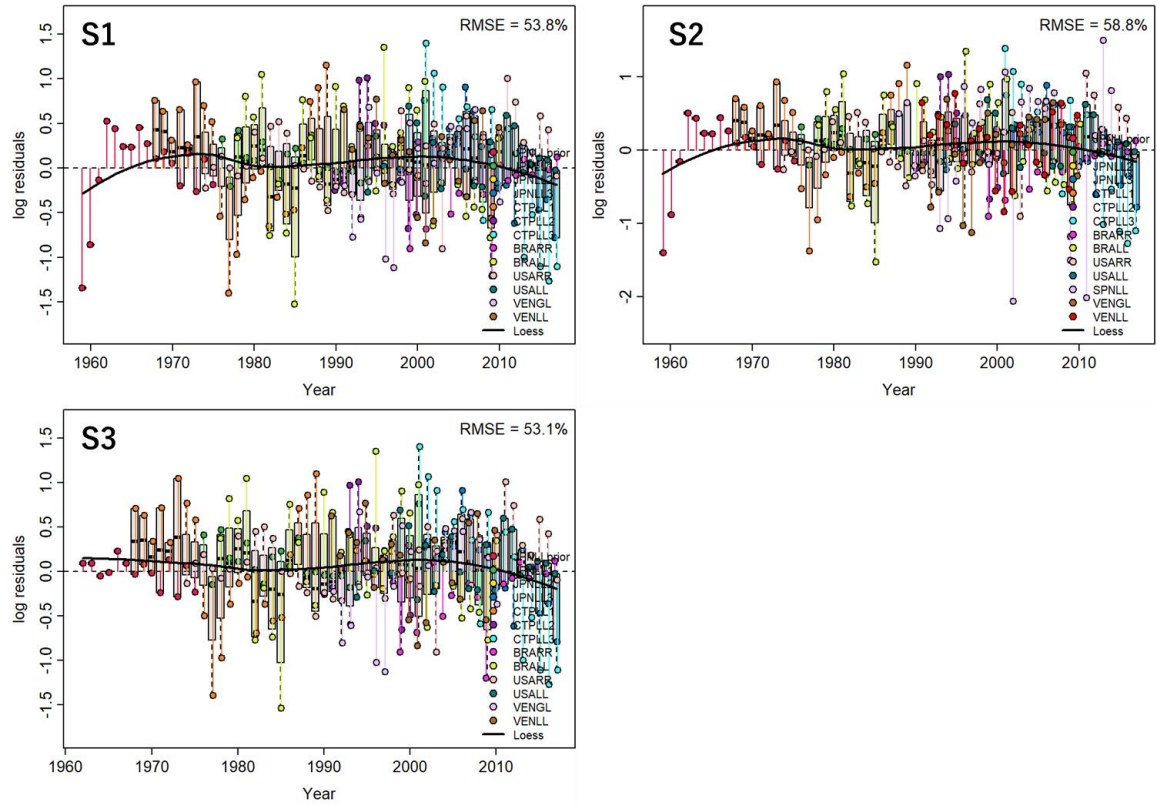 S1
RMSE = 53.8%
log residuals
1.5
1.0
0.5
0.0
-0.5
-1.0
-1.5
prior
JPNLL3
CTPLL2
CTPLL3
BRARR
BRALL
USARR
USALL
VENGL
VENLL
Loess
1960 1970 1980 1990 2000 2010
Year
S2
RMSE = 58.8%
log residuals
1
0
-1
-2
prior
CTPLL2
CTPLL3
BRARR
BRALL
USARR
USALL
SPNLL
VENGL
VENLL
Loess
1960 1970 1980 1990 2000 2010
Year
S3
RMSE = 53.1%
log residuals
1.5
1.0
0.5
0.0
-0.5
-1.0
-1.5
prior
JPNLL3
CTPLL1
CTPLL2
CTPLL3
BRARR
BRALL
USARR
USALL
VENGL
VENLL
Loess
1960 1970 1980 1990 2000 2010
Year